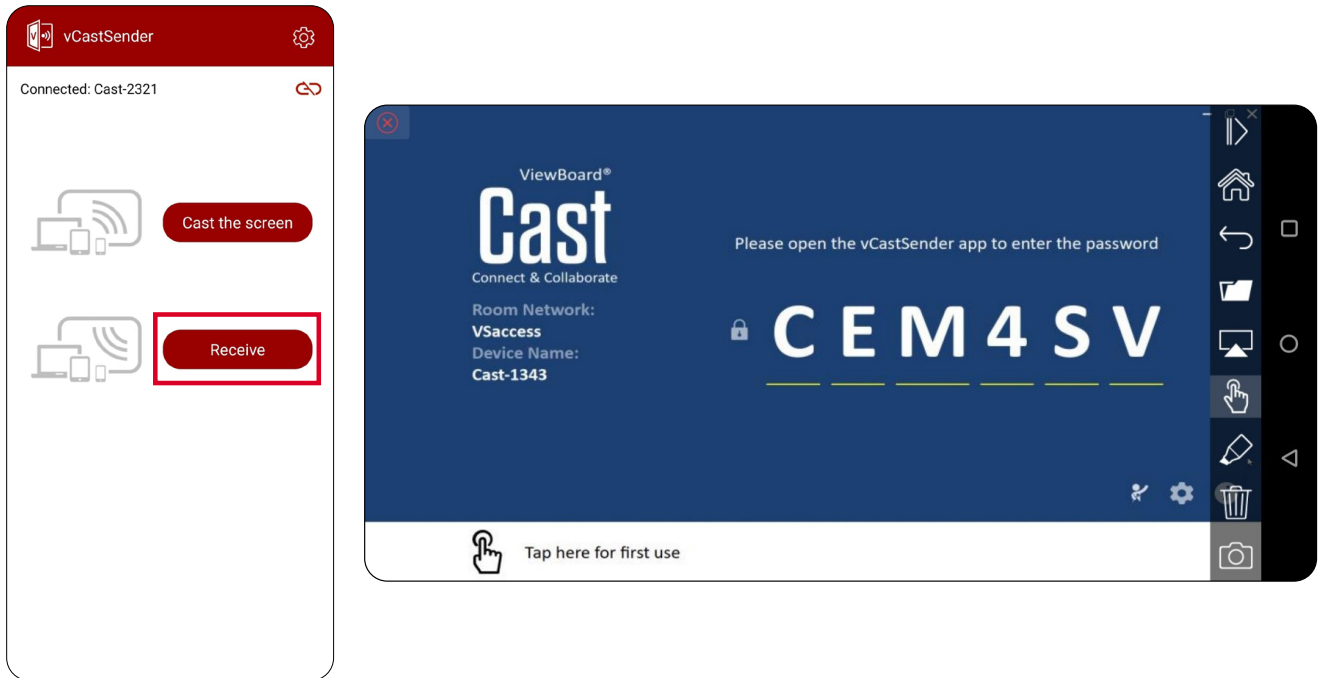 vCastSender
Connected: Cast-2321
Cast the screen
Receive
ViewBoard®
Cast
Connect & Collaborate
Room Network:
VSaccess
Device Name:
Cast-1343
Please open the vCastSender app to enter the password
CEM4SV
Tap here for first use